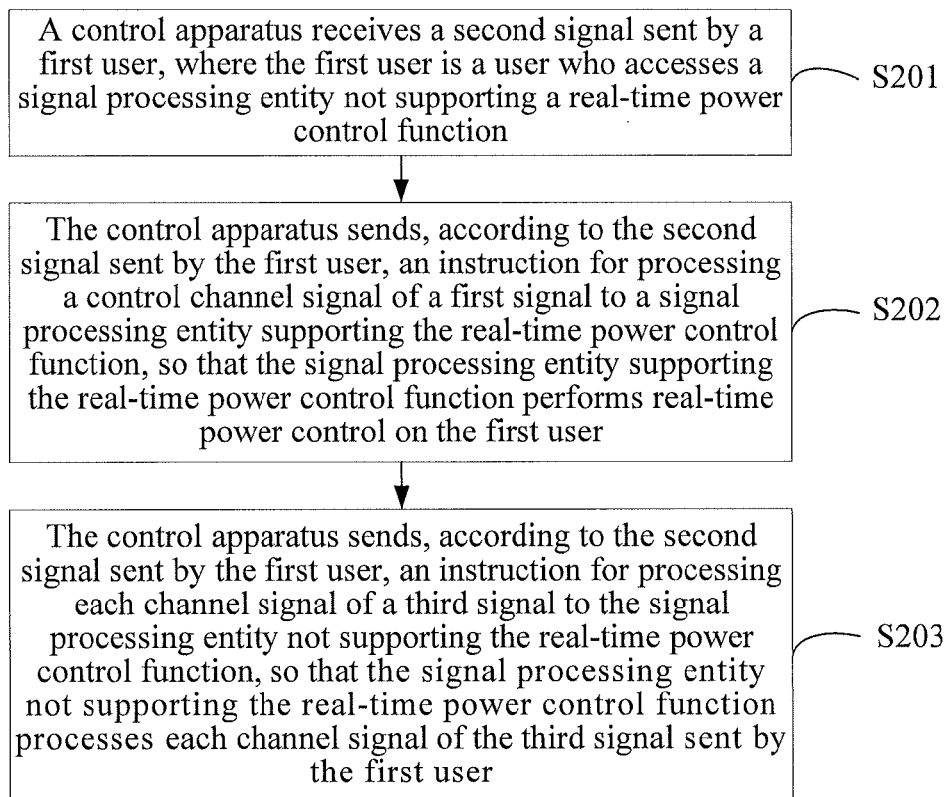 A control apparatus receives a second signal sent by a
first user, where the first user is a user who accesses a
signal processing entity not supporting a real-time power
control function
S201
The control apparatus sends, according to the second
signal sent by the first user, an instruction for processing
a control channel signal of a first signal to a signal
processing entity supporting the real-time power control
function, so that the signal processing entity supporting
the real-time power control function performs real-time
power control on the first user
S202
The control apparatus sends, according to the second
signal sent by the first user, an instruction for processing
each channel signal of a third signal to the signal
processing entity not supporting the real-time power
control function, so that the signal processing entity
not supporting the real-time power control function
processes each channel signal of the third signal sent by
the first user
S203